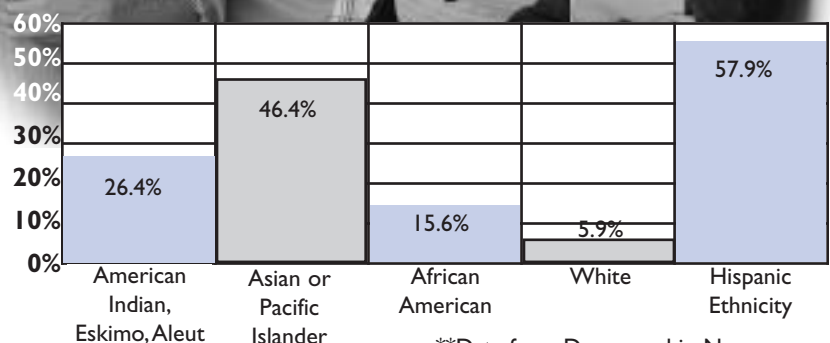 60%
50%
40%
30%
20%
10%
0%
26.4%
46.4%
15.6%
5.9%
57.9%
American
Indian,
Eskimo, Aleut
Asian or
Pacific
Islander
African
American
White
Hispanic
Ethnicity